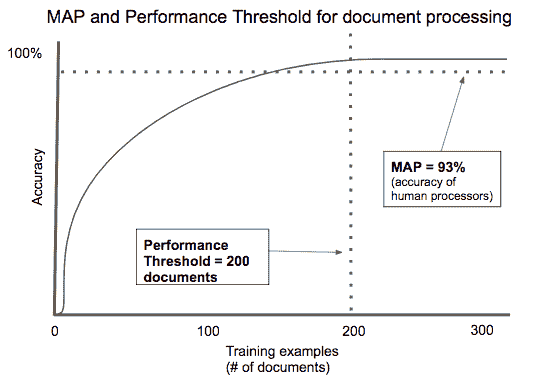 MAP and Performance Threshold for document processing
100%
Accuracy
MAP = 93%
(accuracy of
human processors)
Performance
Threshold = 200
documents
0
100
200
300
Training examples
(# of documents)